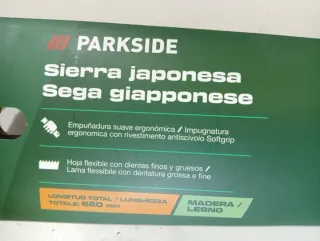 PARKSIDE
Sierra japonesa
Sega giapponese
Empuñadura suave ergonómica / Impugnatura
ergonomica con rivestimento antiscivolo Softgrip
Hoja flexible con dientes finos y gruesos /
Lama flessibile con dentatura grossa e fine
LONGITUD TOTAL / LUNGHEZZA
TOTALE: 620 mm
MADERA /
LEGNO